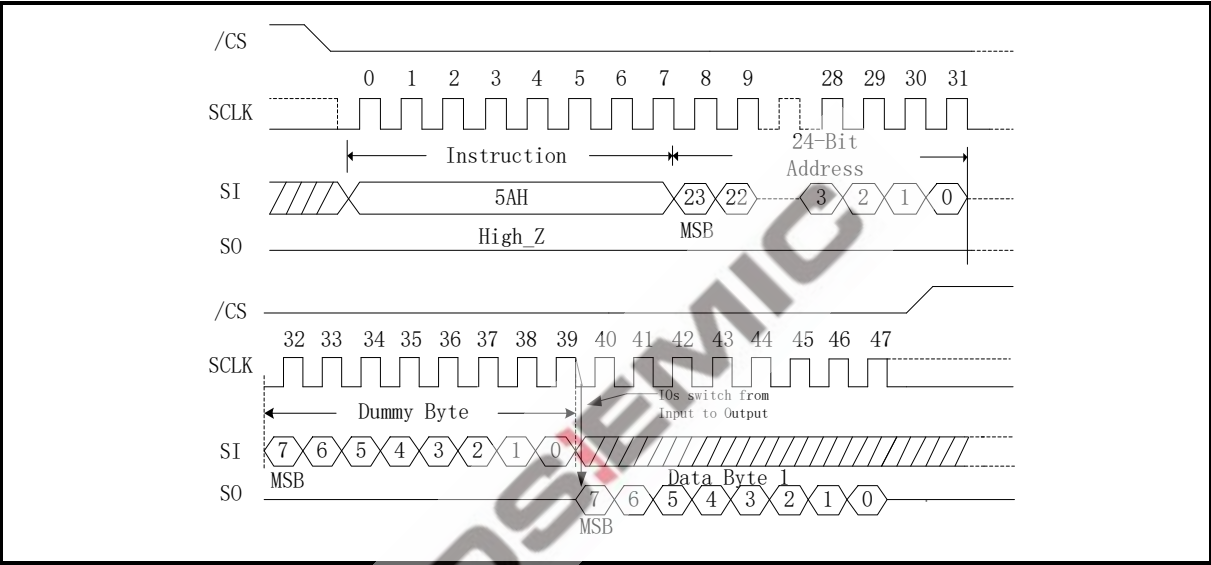 /CS
0 1 2 3 4 5 6 7 8 9 28 29 30 31
SCLK
Instruction 24-Bit
Address
SI 5AH 23 22 3 2 1 0
MSB
SO High_Z
/CS
32 33 34 35 36 37 38 39 40 41 42 43 44 45 46 47
SCLK
Dummy Byte IOs switch from
Input to Output
SI 7 6 5 4 3 2 1 0
MSB Data Byte 1
SO 7 6 5 4 3 2 1 0
MSB
OSEMIC